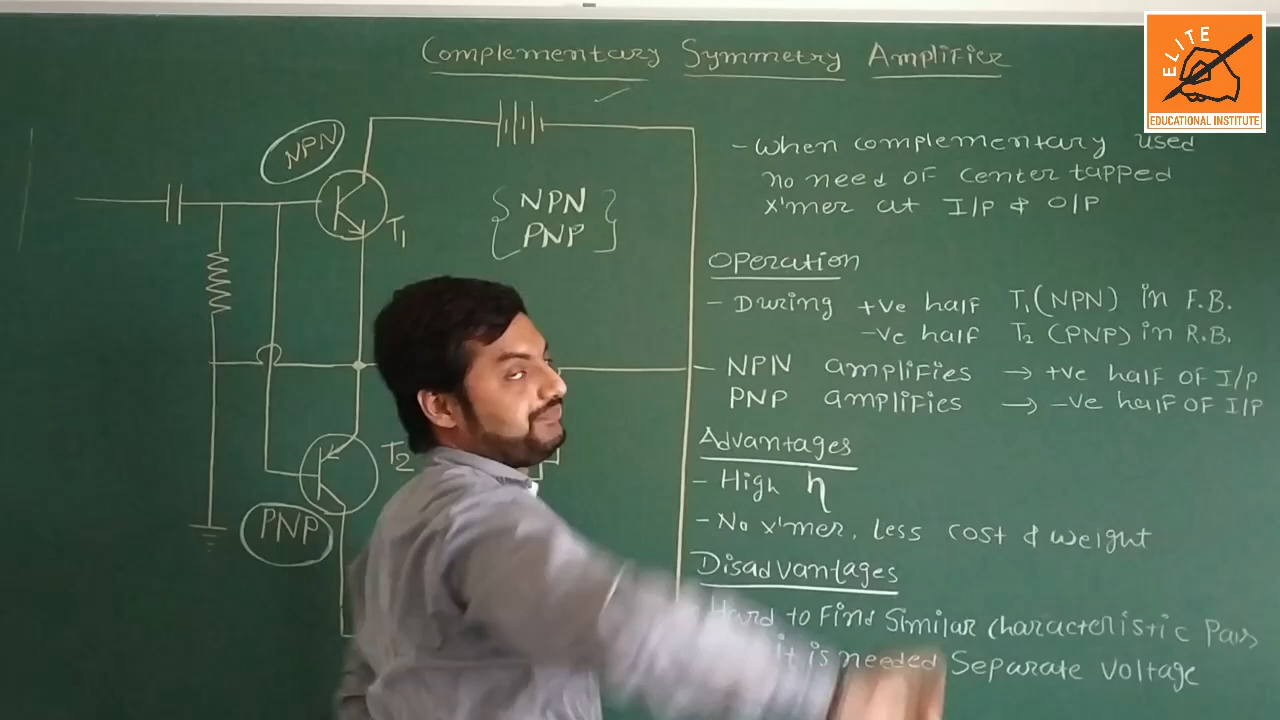 Complementary Symmetry Amplifier
ELITE
EDUCATIONAL INSTITUTE
NPN
T1
{ NPN }
{ PNP }
T2
PNP
- When complementary used
no need of center tapped
x'mer at I/P & O/P
Operation
- During +ve half T1(NPN) in F.B.
-ve half T2 (PNP) in R.B.
- NPN amplifies → +ve half of I/P
PNP amplifies → -ve half of I/P
Advantages
- High η
- No x'mer, Less cost & weight
Disadvantages
Hard to Find Similar characteristic Pairs
it is needed Separate Voltage